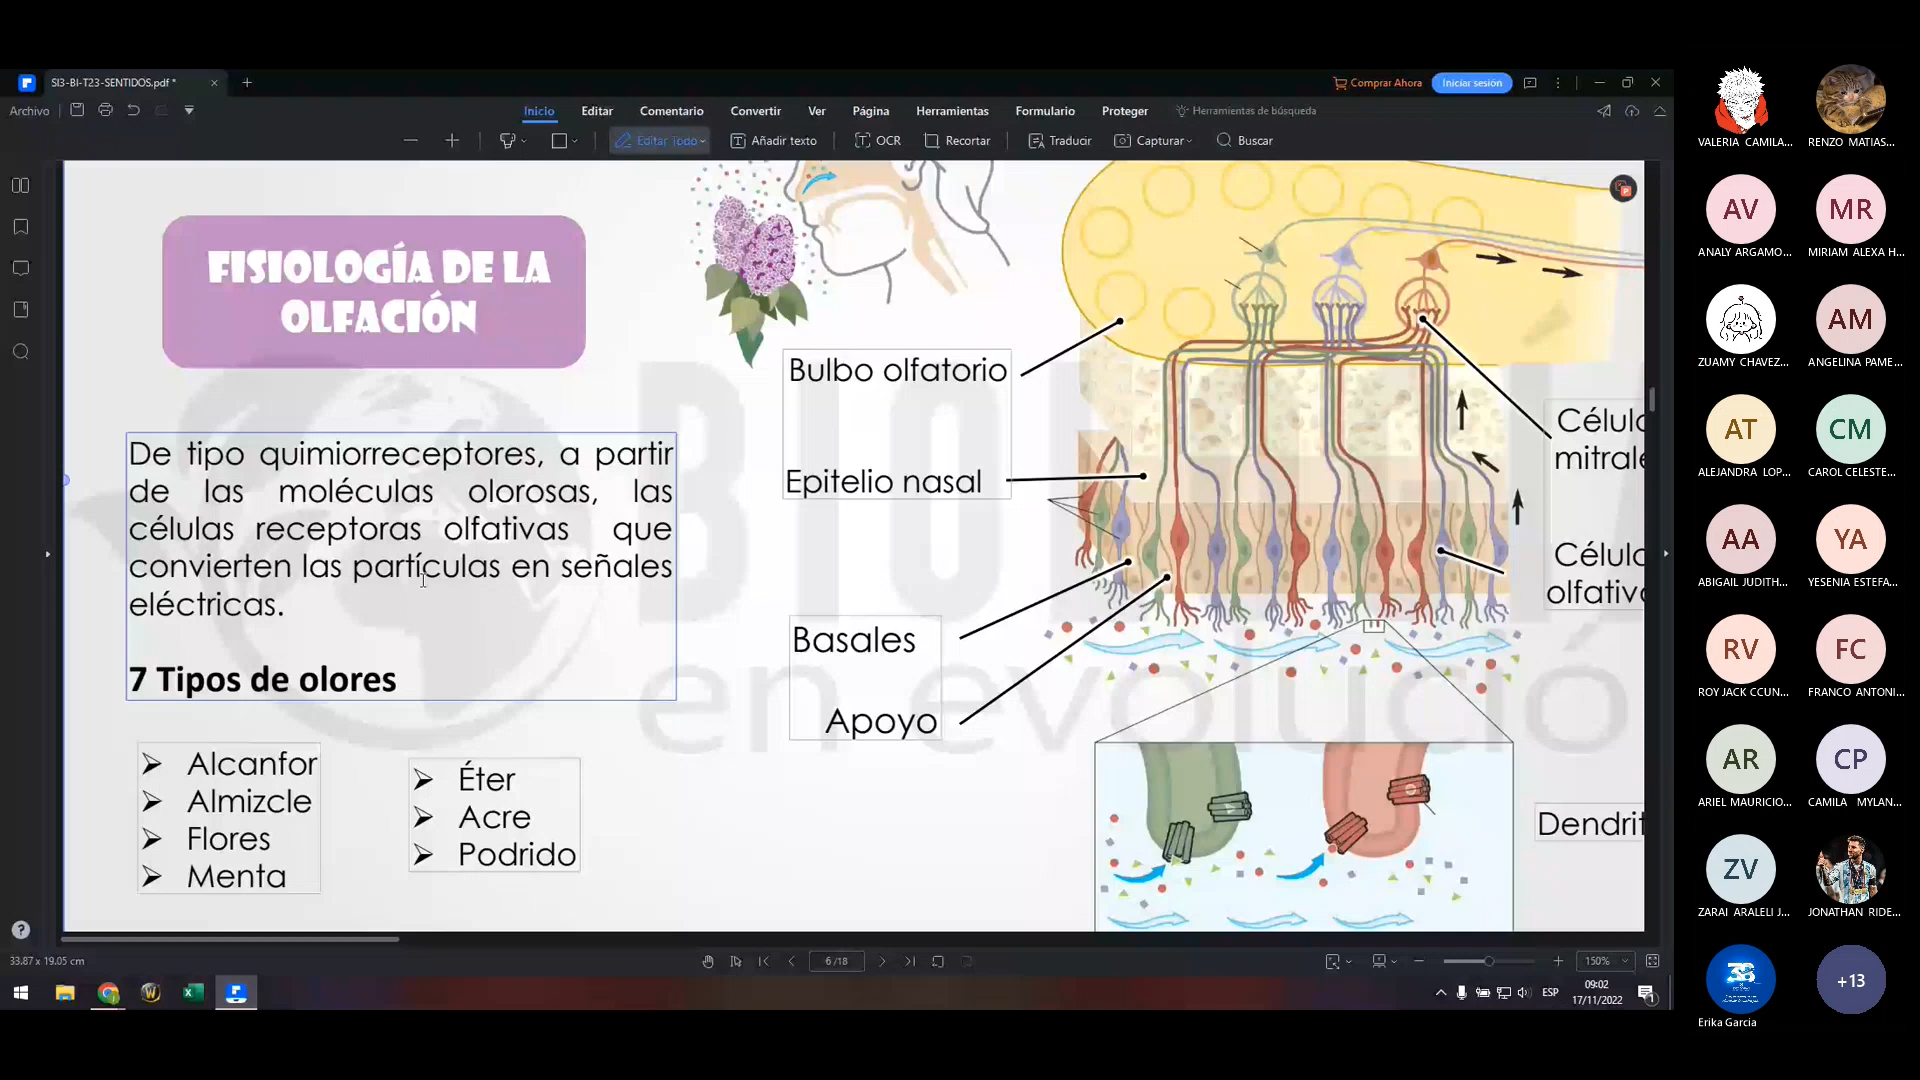 SI3-BI-T23-SENTIDOS.pdf *
Comprar Ahora
Iniciar sesión
Archivo
Inicio
Editar
Comentario
Convertir
Ver
Página
Herramientas
Formulario
Proteger
Herramientas de búsqueda
Editar Todo
Añadir texto
OCR
Recortar
Traducir
Capturar
Buscar
FISIOLOGÍA DE LA
OLFACIÓN
De tipo quimiorreceptores, a partir
de las moléculas olorosas, las
células receptoras olfativas que
convierten las partículas en señales
eléctricas.
7 Tipos de olores
Alcanfor
Almizcle
Flores
Menta
Éter
Acre
Podrido
Bulbo olfatorio
Epitelio nasal
Basales
Apoyo
Célula
mitrale
Célula
olfativa
Dendrit
en evolució
33.87 x 19.05 cm
6 /18
150%
ESP
09:02
17/11/2022
1
VALERIA CAMILA...
RENZO MATIAS...
AV
ANALY ARGAMO...
MR
MIRIAM ALEXA H...
ZUAMY CHAVEZ...
AM
ANGELINA PAME...
AT
ALEJANDRA LOP...
CM
CAROL CELESTE...
AA
ABIGAIL JUDITH...
YA
YESENIA ESTEFA...
RV
ROY JACK CCUN...
FC
FRANCO ANTONI...
AR
ARIEL MAURICIO...
CP
CAMILA MYLAN...
ZV
ZARAI ARALELI J...
JONATHAN RIDE...
Erika Garcia
+13